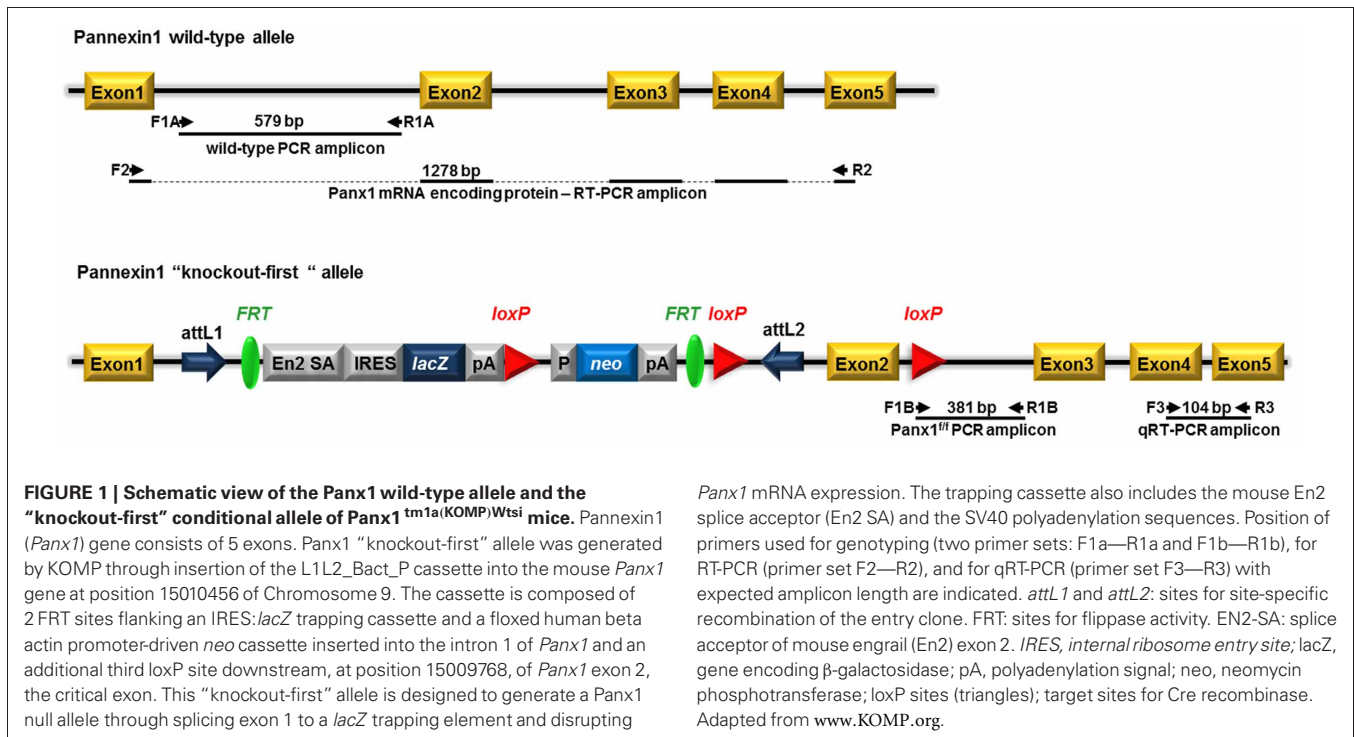 Pannexin1 wild-type allele
Exon1 Exon2 Exon3 Exon4 Exon5
F1A 579 bp R1A
wild-type PCR amplicon
F2 1278 bp R2
Panx1 mRNA encoding protein – RT-PCR amplicon
Pannexin1 “knockout-first “ allele
FRT loxP FRT loxP loxP
attL1 attL2
Exon1 En2 SA IRES lacZ pA P neo pA Exon2 Exon3 Exon4 Exon5
F1B 381 bp R1B F3 104 bp R3
Panx1f/f PCR amplicon qRT-PCR amplicon
FIGURE 1 | Schematic view of the Panx1 wild-type allele and the
“knockout-first” conditional allele of Panx1 tm1a(KOMP)Wtsi mice. Pannexin1
(Panx1) gene consists of 5 exons. Panx1 “knockout-first” allele was generated
by KOMP through insertion of the L1L2_Bact_P cassette into the mouse Panx1
gene at position 15010456 of Chromosome 9. The cassette is composed of
2 FRT sites flanking an IRES:lacZ trapping cassette and a floxed human beta
actin promoter-driven neo cassette inserted into the intron 1 of Panx1 and an
additional third loxP site downstream, at position 15009768, of Panx1 exon 2,
the critical exon. This “knockout-first” allele is designed to generate a Panx1
null allele through splicing exon 1 to a lacZ trapping element and disrupting
Panx1 mRNA expression. The trapping cassette also includes the mouse En2
splice acceptor (En2 SA) and the SV40 polyadenylation sequences. Position of
primers used for genotyping (two primer sets: F1a—R1a and F1b—R1b), for
RT-PCR (primer set F2—R2), and for qRT-PCR (primer set F3—R3) with
expected amplicon length are indicated. attL1 and attL2: sites for site-specific
recombination of the entry clone. FRT: sites for flippase activity. EN2-SA: splice
acceptor of mouse engrail (En2) exon 2. IRES, internal ribosome entry site; lacZ,
gene encoding β-galactosidase; pA, polyadenylation signal; neo, neomycin
phosphotransferase; loxP sites (triangles); target sites for Cre recombinase.
Adapted from www.KOMP.org.